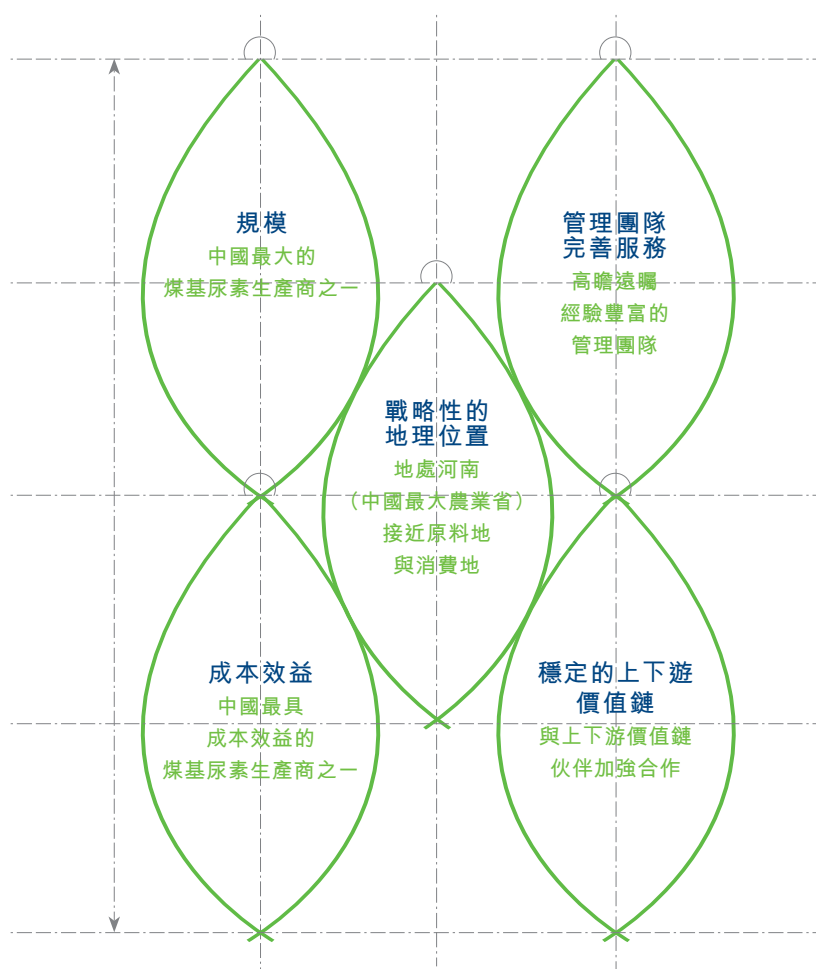 規模
中國最大的
煤基尿素生產商之一
管理團隊
完善服務
高瞻遠矚
經驗豐富的
管理團隊
戰略性的
地理位置
地處河南
（中國最大農業省）
接近原料地
與消費地
成本效益
中國最具
成本效益的
煤基尿素生產商之一
穩定的上下遊
價值鏈
與上下游價值鏈
伙伴加強合作